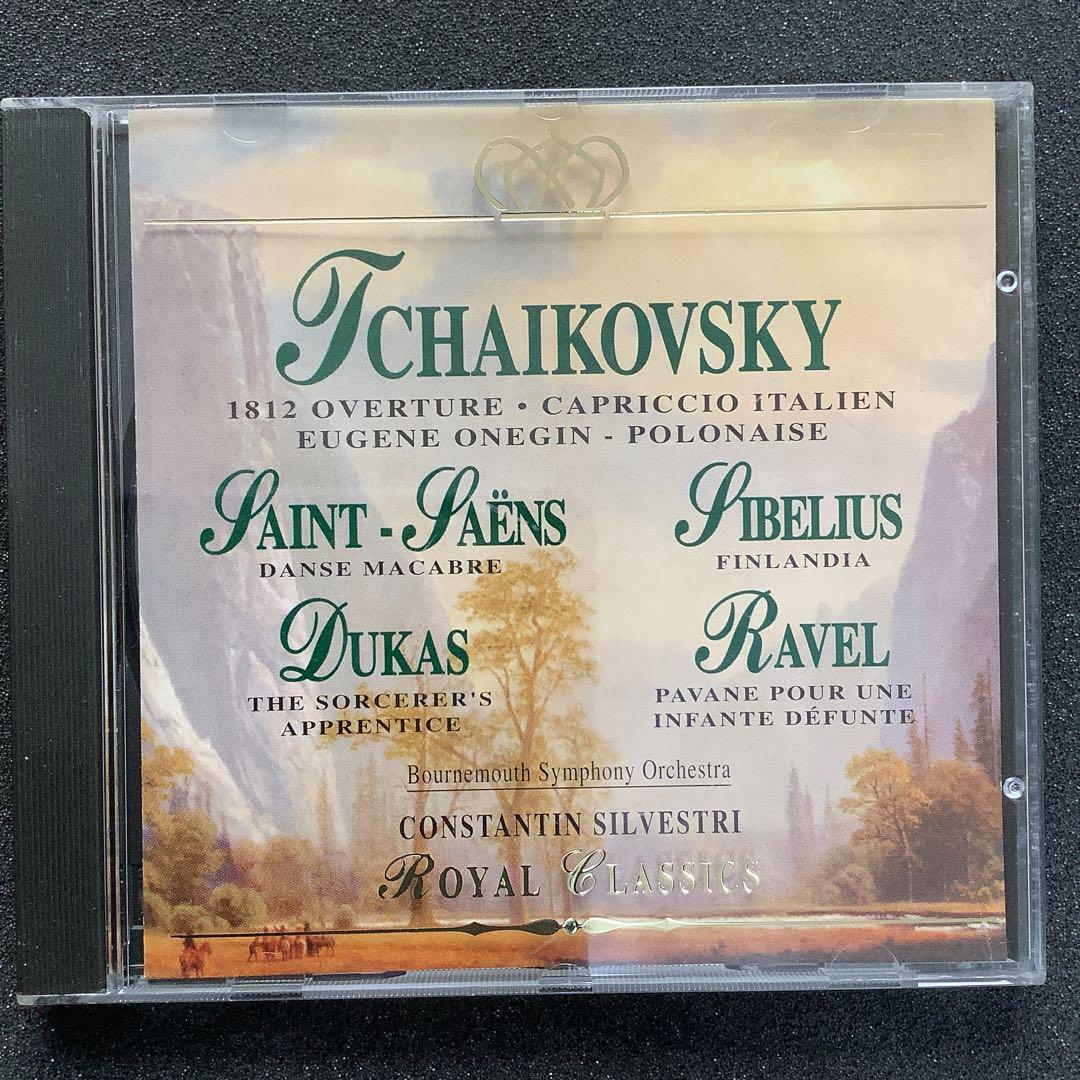 TCHAIKOVSKY
1812 OVERTURE • CAPRICCIO ITALIEN
EUGENE ONEGIN - POLONAISE
SAINT-SAËNS
DANSE MACABRE
SIBELIUS
FINLANDIA
DUKAS
THE SORCERER'S
APPRENTICE
RAVEL
PAVANE POUR UNE
INFANTE DÉFUNTE
Bournemouth Symphony Orchestra
CONSTANTIN SILVESTRI
ROYAL CLASSICS